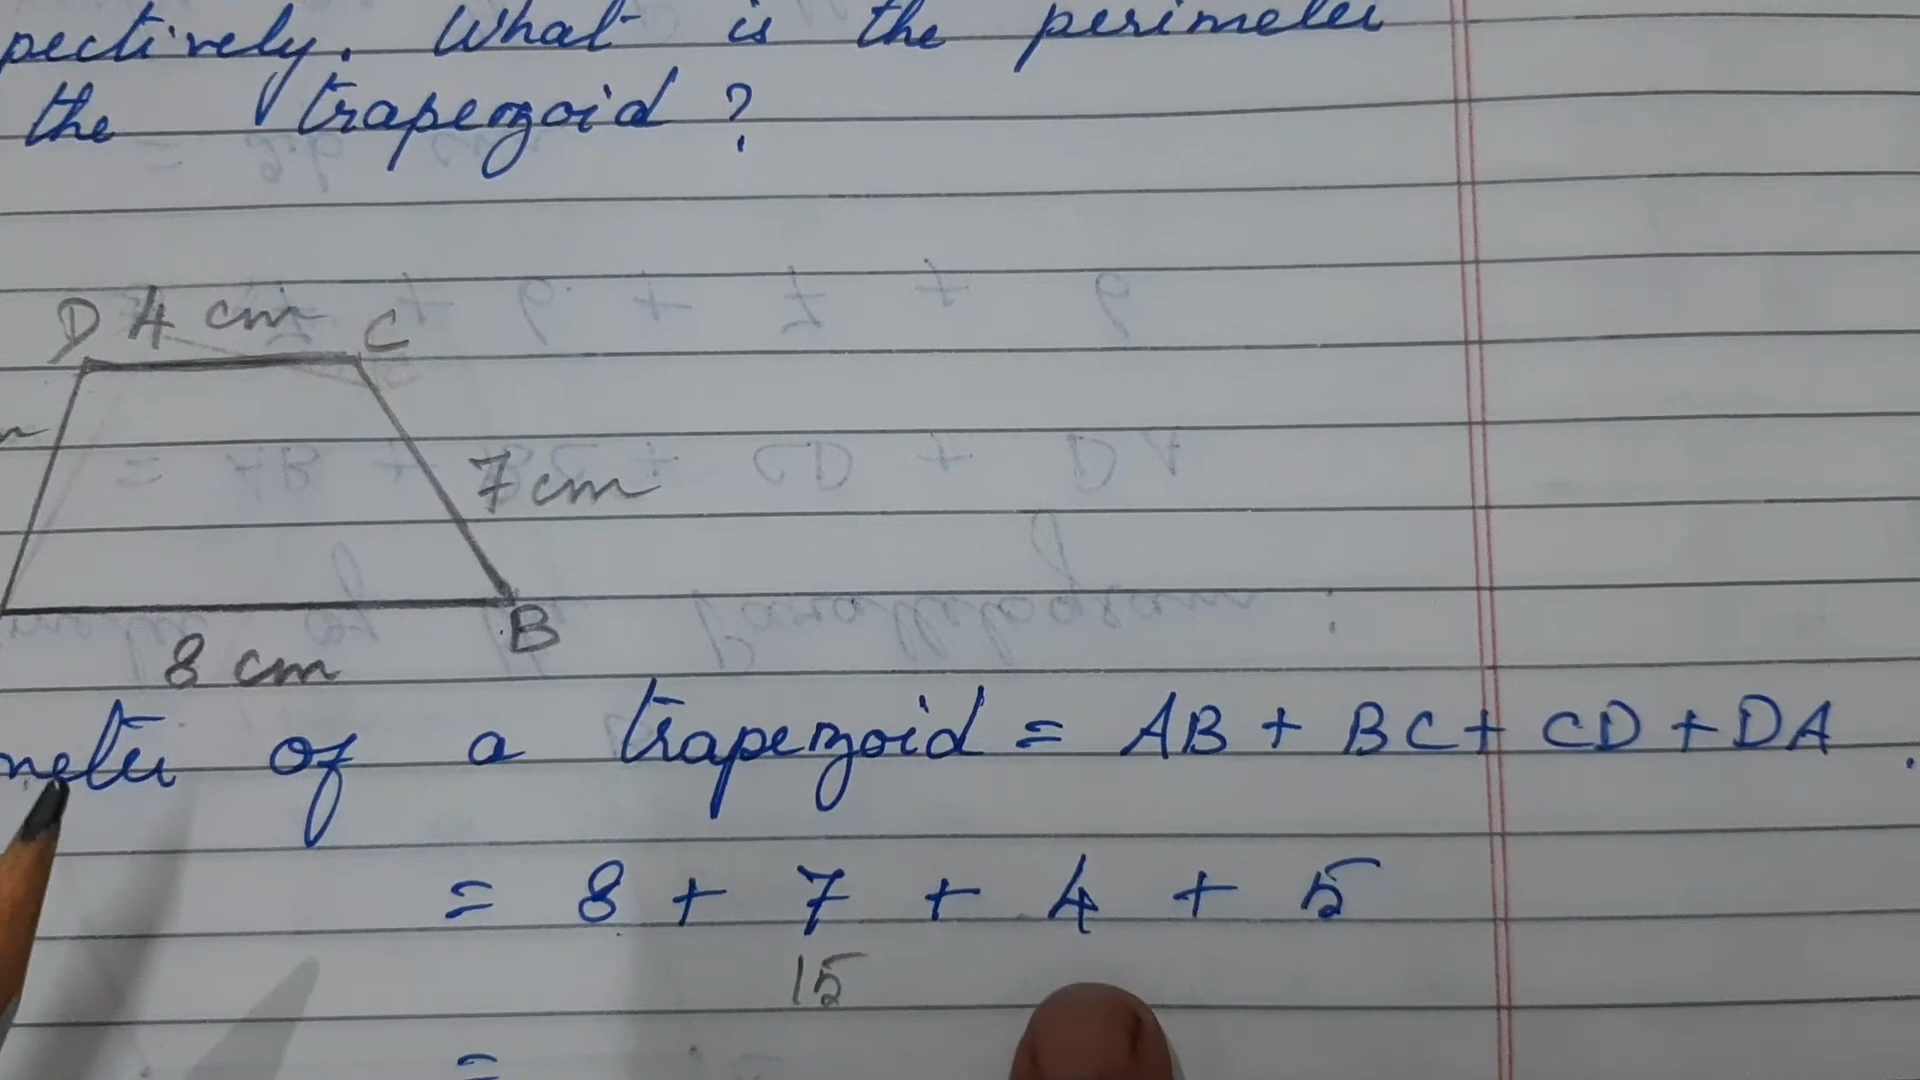 pectively. What is the perimeter
the trapezoid?
D 4 cm C
7 cm
B
8 cm
meter of a trapezoid = AB + BC + CD + DA.
= 8 + 7 + 4 + 5
15
=